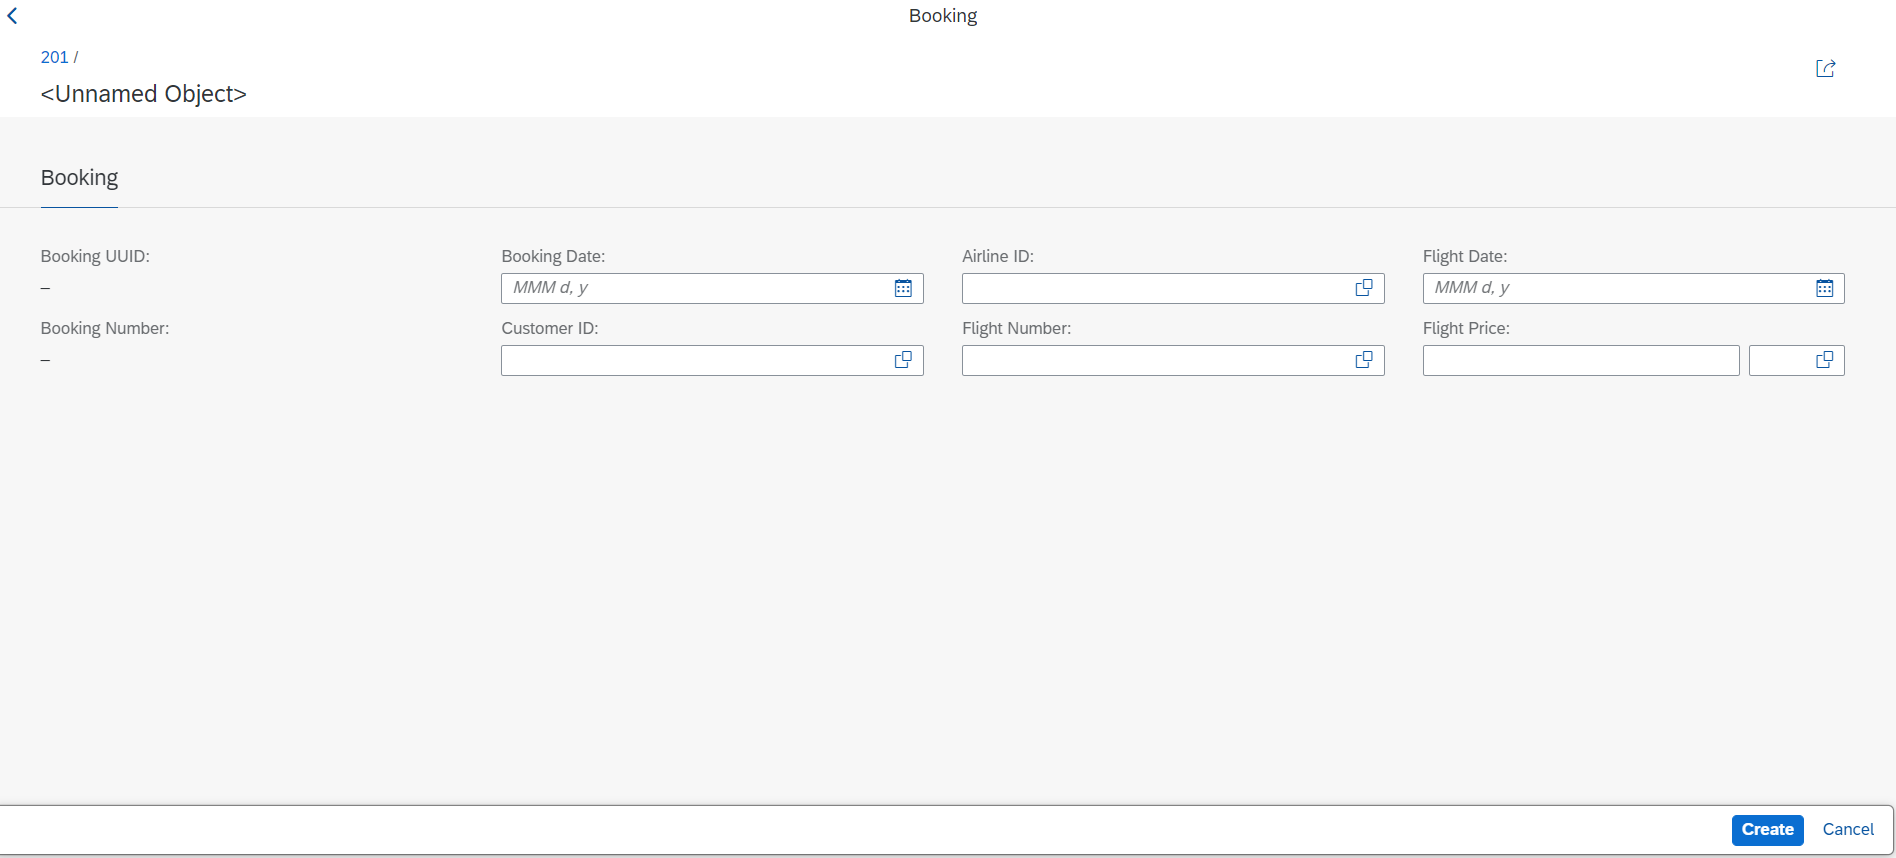 Booking
201 /
<Unnamed Object>
Booking
Booking UUID:
–
Booking Date:
MMM d, y
Airline ID:
Flight Date:
MMM d, y
Booking Number:
–
Customer ID:
Flight Number:
Flight Price:
Create Cancel